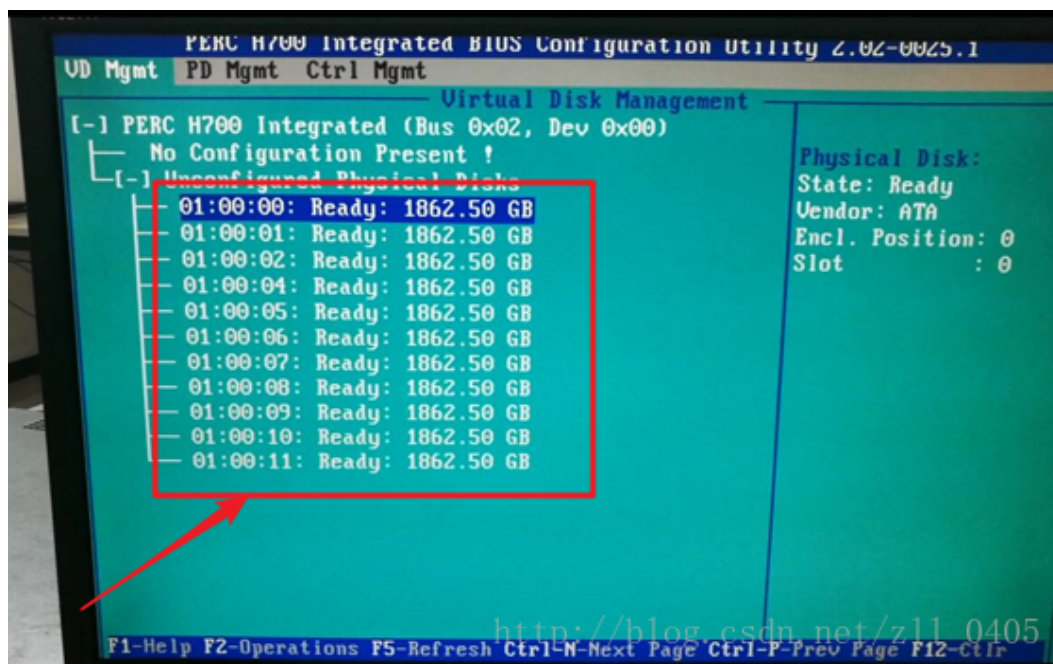 PERC H700 Integrated BIOS Configuration Utility 2.02-0025.1
VD Mgmt PD Mgmt Ctrl Mgmt
Virtual Disk Management
[-] PERC H700 Integrated (Bus 0x02, Dev 0x00)
No Configuration Present !
[-] Unconfigured Physical Disks
01:00:00: Ready: 1862.50 GB
01:00:01: Ready: 1862.50 GB
01:00:02: Ready: 1862.50 GB
01:00:04: Ready: 1862.50 GB
01:00:05: Ready: 1862.50 GB
01:00:06: Ready: 1862.50 GB
01:00:07: Ready: 1862.50 GB
01:00:08: Ready: 1862.50 GB
01:00:09: Ready: 1862.50 GB
01:00:10: Ready: 1862.50 GB
01:00:11: Ready: 1862.50 GB
Physical Disk:
State: Ready
Vendor: ATA
Encl. Position: 0
Slot : 0
http://blog.csdn.net/zll_0405
F1-Help F2-Operations F5-Refresh Ctrl-N-Next Page Ctrl-P-Prev Page F12-Ctlr